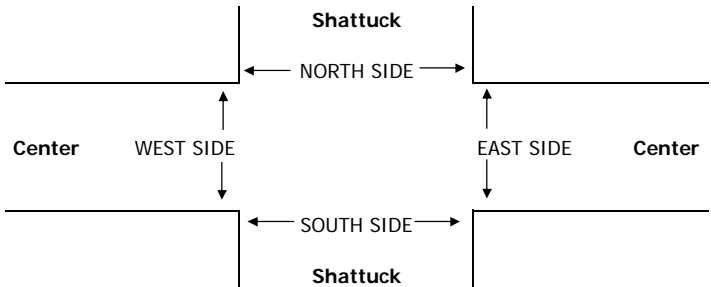 Shattuck
NORTH SIDE
Center WEST SIDE EAST SIDE Center
SOUTH SIDE
Shattuck